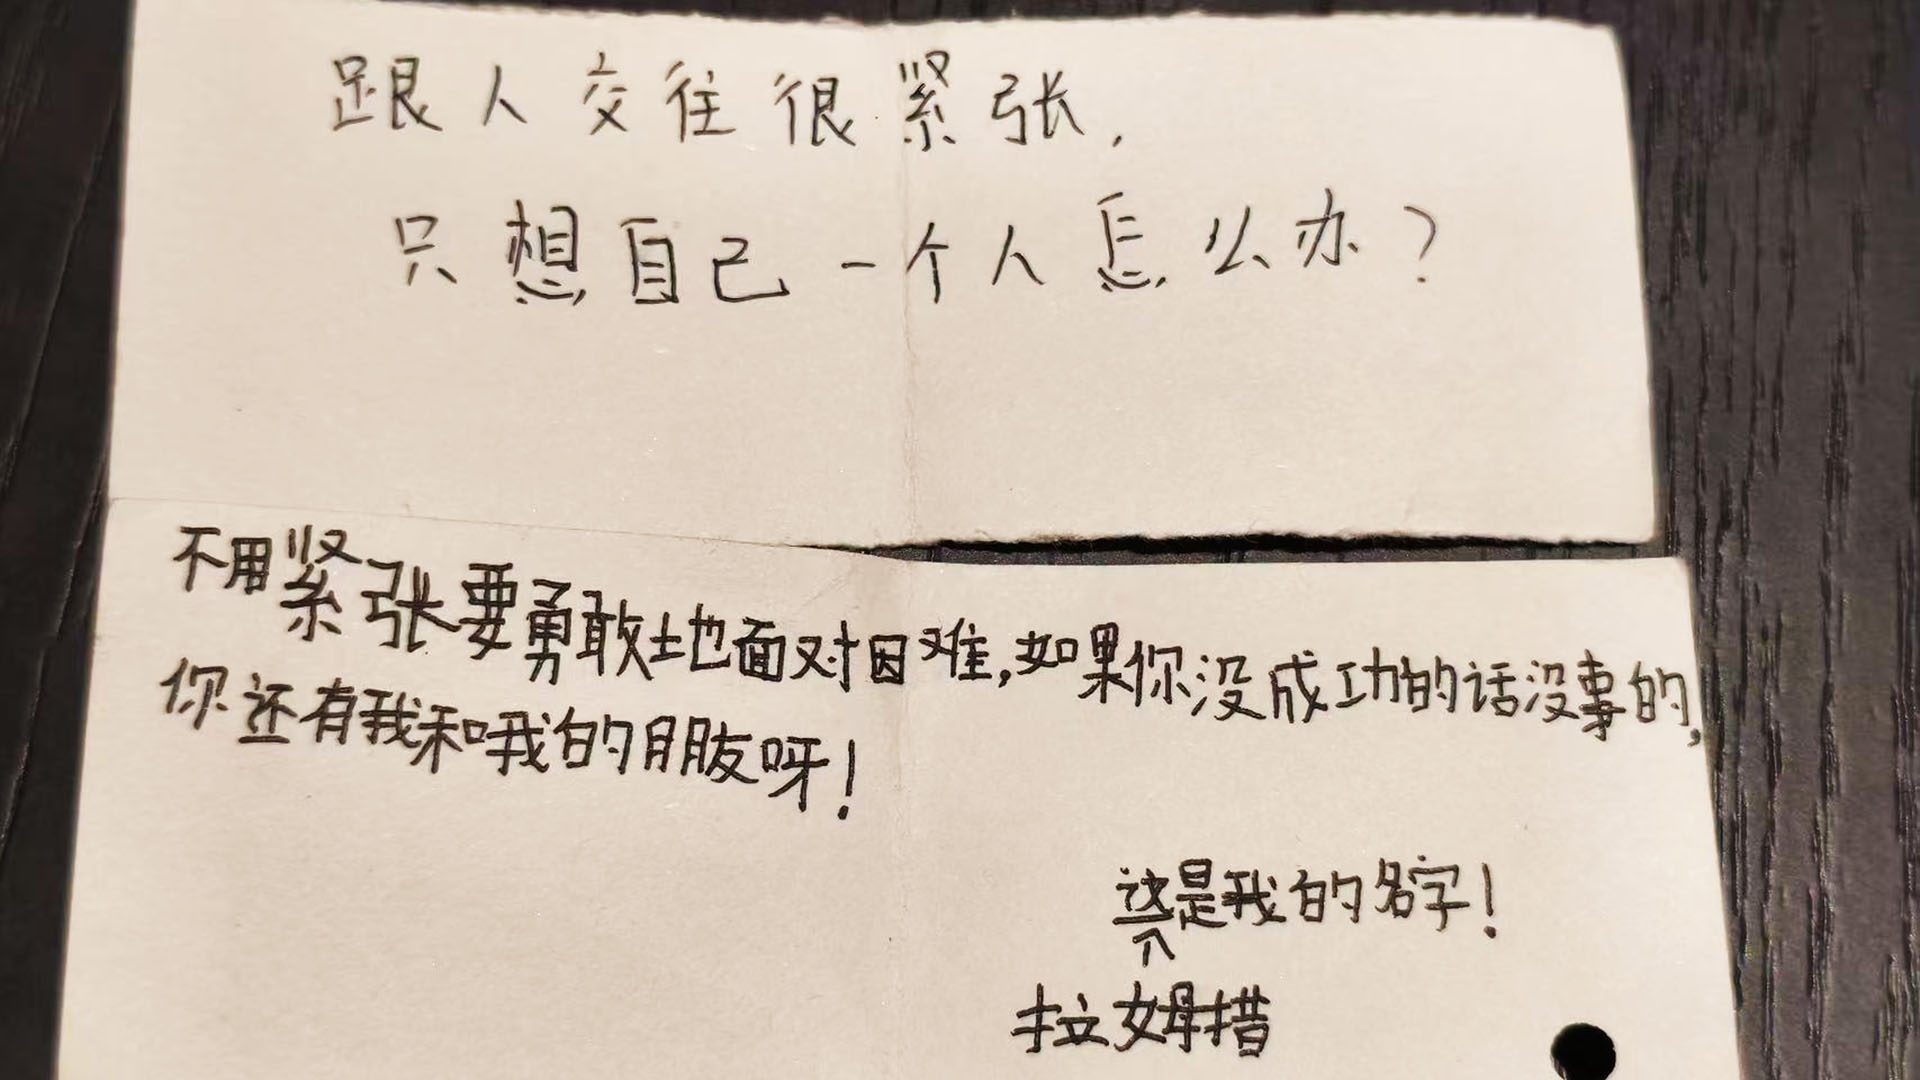 跟人交往很紧张,
只想自己一个人怎么办?
不用紧张要勇敢地面对困难,如果你没成功的话没事的,
你还有我和哦我的朋友呀!
这是我的名字!
拉姆措